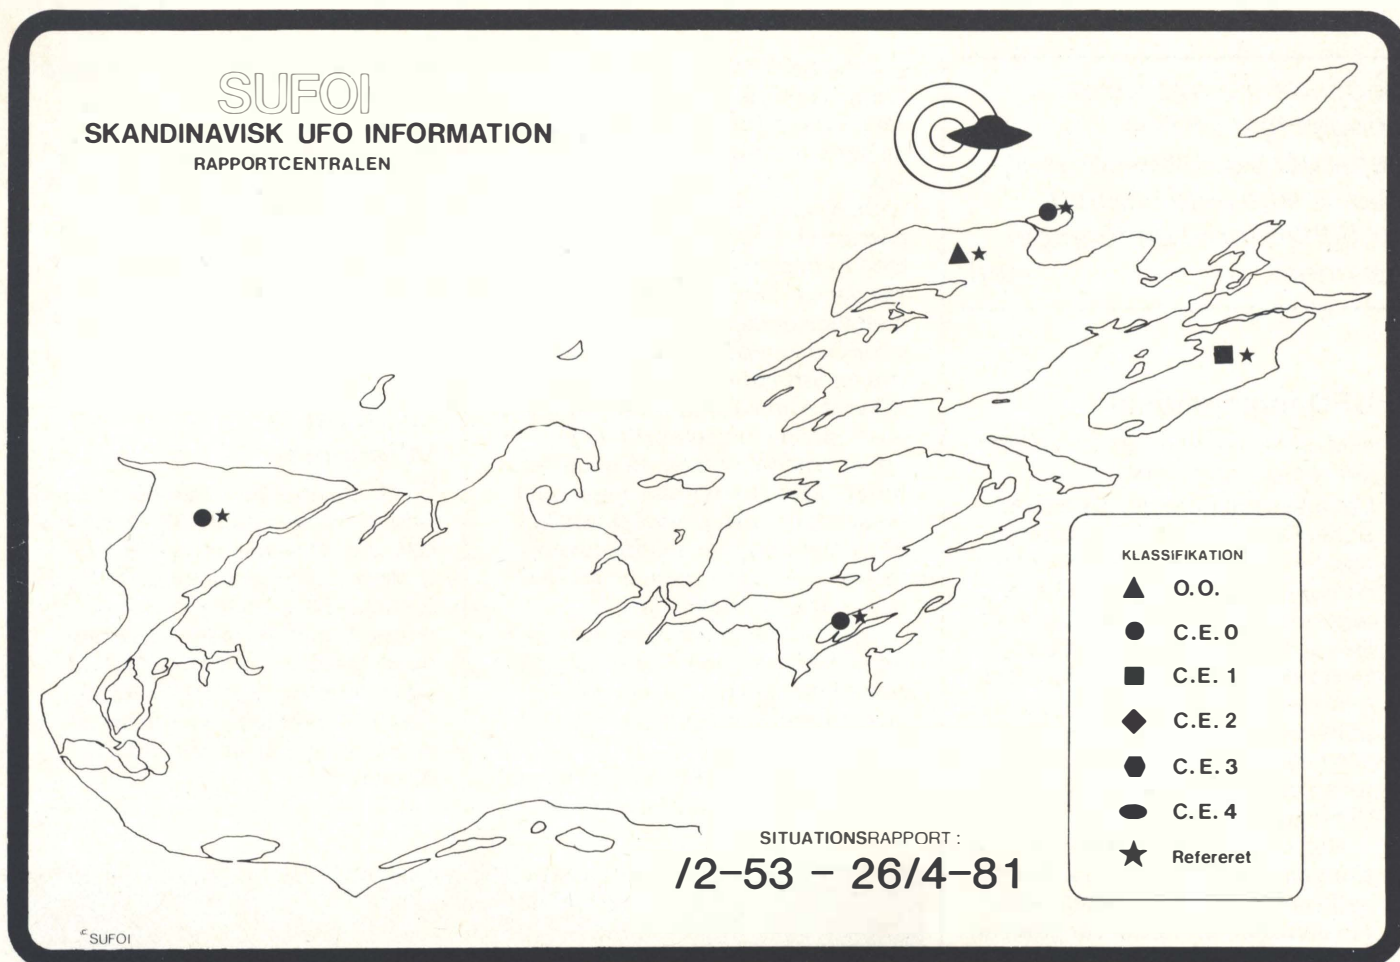 SUFOI
SKANDINAVISK UFO INFORMATION
RAPPORTCENTRALEN
KLASSIFIKATION
O.O.
C.E.0
C.E.1
C.E.2
C.E.3
C.E.4
Refereret
SITUATIONSRAPPORT :
/2-53 - 26/4-81
© SUFOI